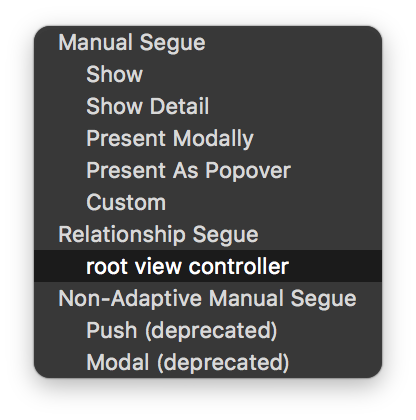 Manual Segue
Show
Show Detail
Present Modally
Present As Popover
Custom
Relationship Segue
root view controller
Non-Adaptive Manual Segue
Push (deprecated)
Modal (deprecated)